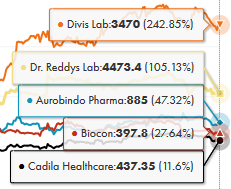 Divis Lab:3470 (242.85%)
Dr. Reddys Lab:4473.4 (105.13%)
Aurobindo Pharma:885 (47.32%)
Biocon:397.8 (27.64%)
Cadila Healthcare:437.35 (11.6%)